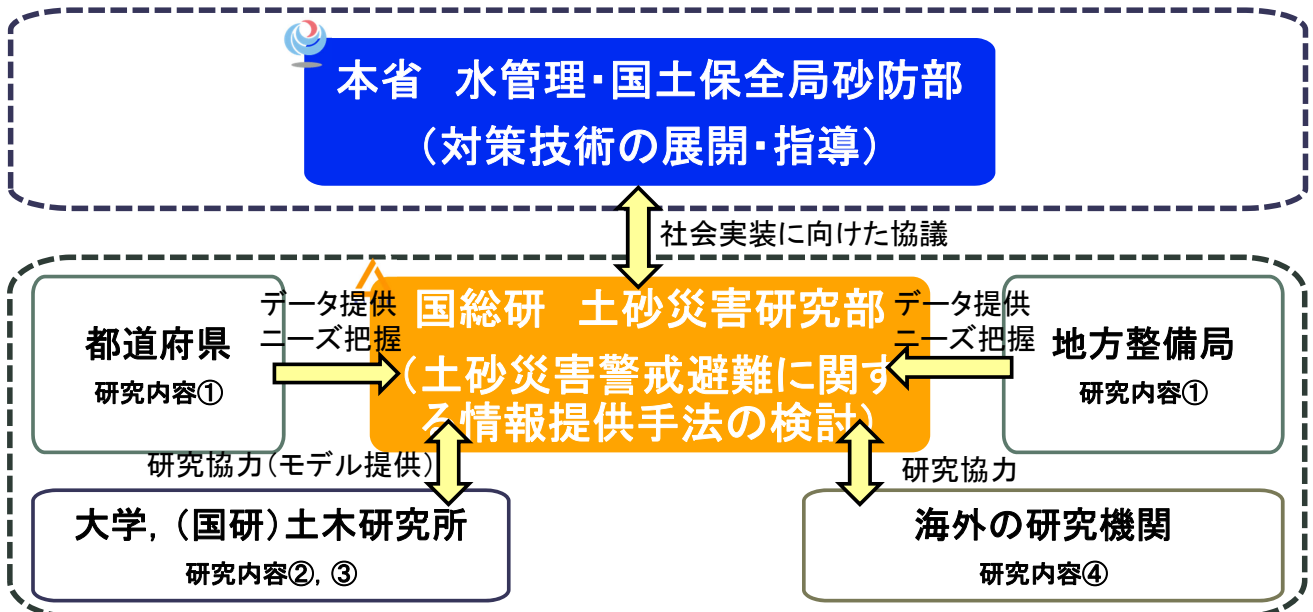 本省　水管理・国土保全局砂防部
（対策技術の展開・指導）
社会実装に向けた協議
都道府県
研究内容①
データ提供
ニーズ把握
国総研　土砂災害研究部
（土砂災害警戒避難に関す
る情報提供手法の検討）
データ提供
ニーズ把握
地方整備局
研究内容①
研究協力（モデル提供）
研究協力
大学，（国研）土木研究所
研究内容②，③
海外の研究機関
研究内容④